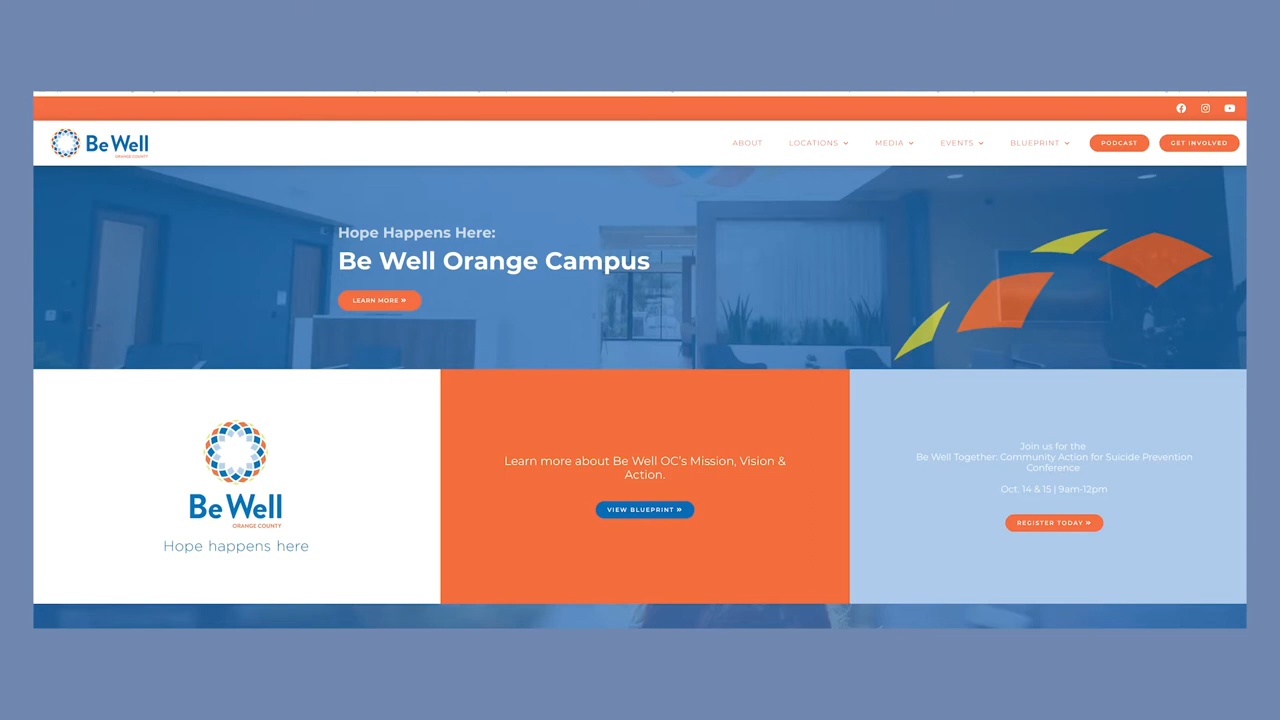 Be Well
ORANGE COUNTY
ABOUT
LOCATIONS
MEDIA
EVENTS
BLUEPRINT
PODCAST
GET INVOLVED
Hope Happens Here:
Be Well Orange Campus
LEARN MORE »
Be Well
ORANGE COUNTY
Hope happens here
Learn more about Be Well OC's Mission, Vision &
Action.
VIEW BLUEPRINT »
Join us for the
Be Well Together: Community Action for Suicide Prevention
Conference
Oct. 14 & 15 | 9am-12pm
REGISTER TODAY »